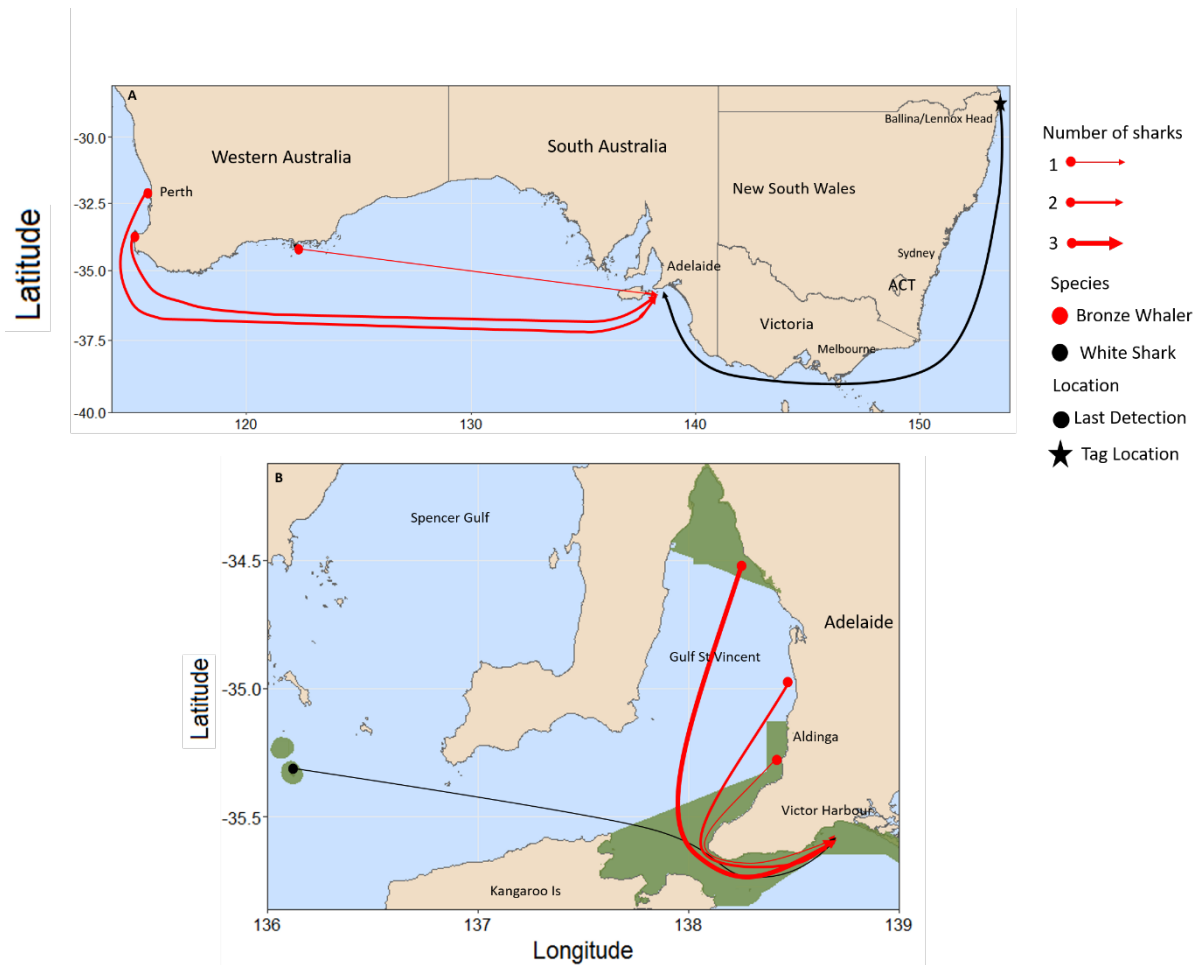 A
-30.0
-32.5
-35.0
-37.5
-40.0
Latitude
120
130
140
150
Western Australia
South Australia
New South Wales
Victoria
Perth
Adelaide
Melbourne
Sydney
ACT
Ballina/Lennox Head
Number of sharks
1
2
3
Species
Bronze Whaler
White Shark
Location
Last Detection
Tag Location
B
-34.5
-35.0
-35.5
Latitude
Spencer Gulf
Gulf St Vincent
Adelaide
Aldinga
Victor Harbour
Kangaroo Is
136
137
138
139
Longitude